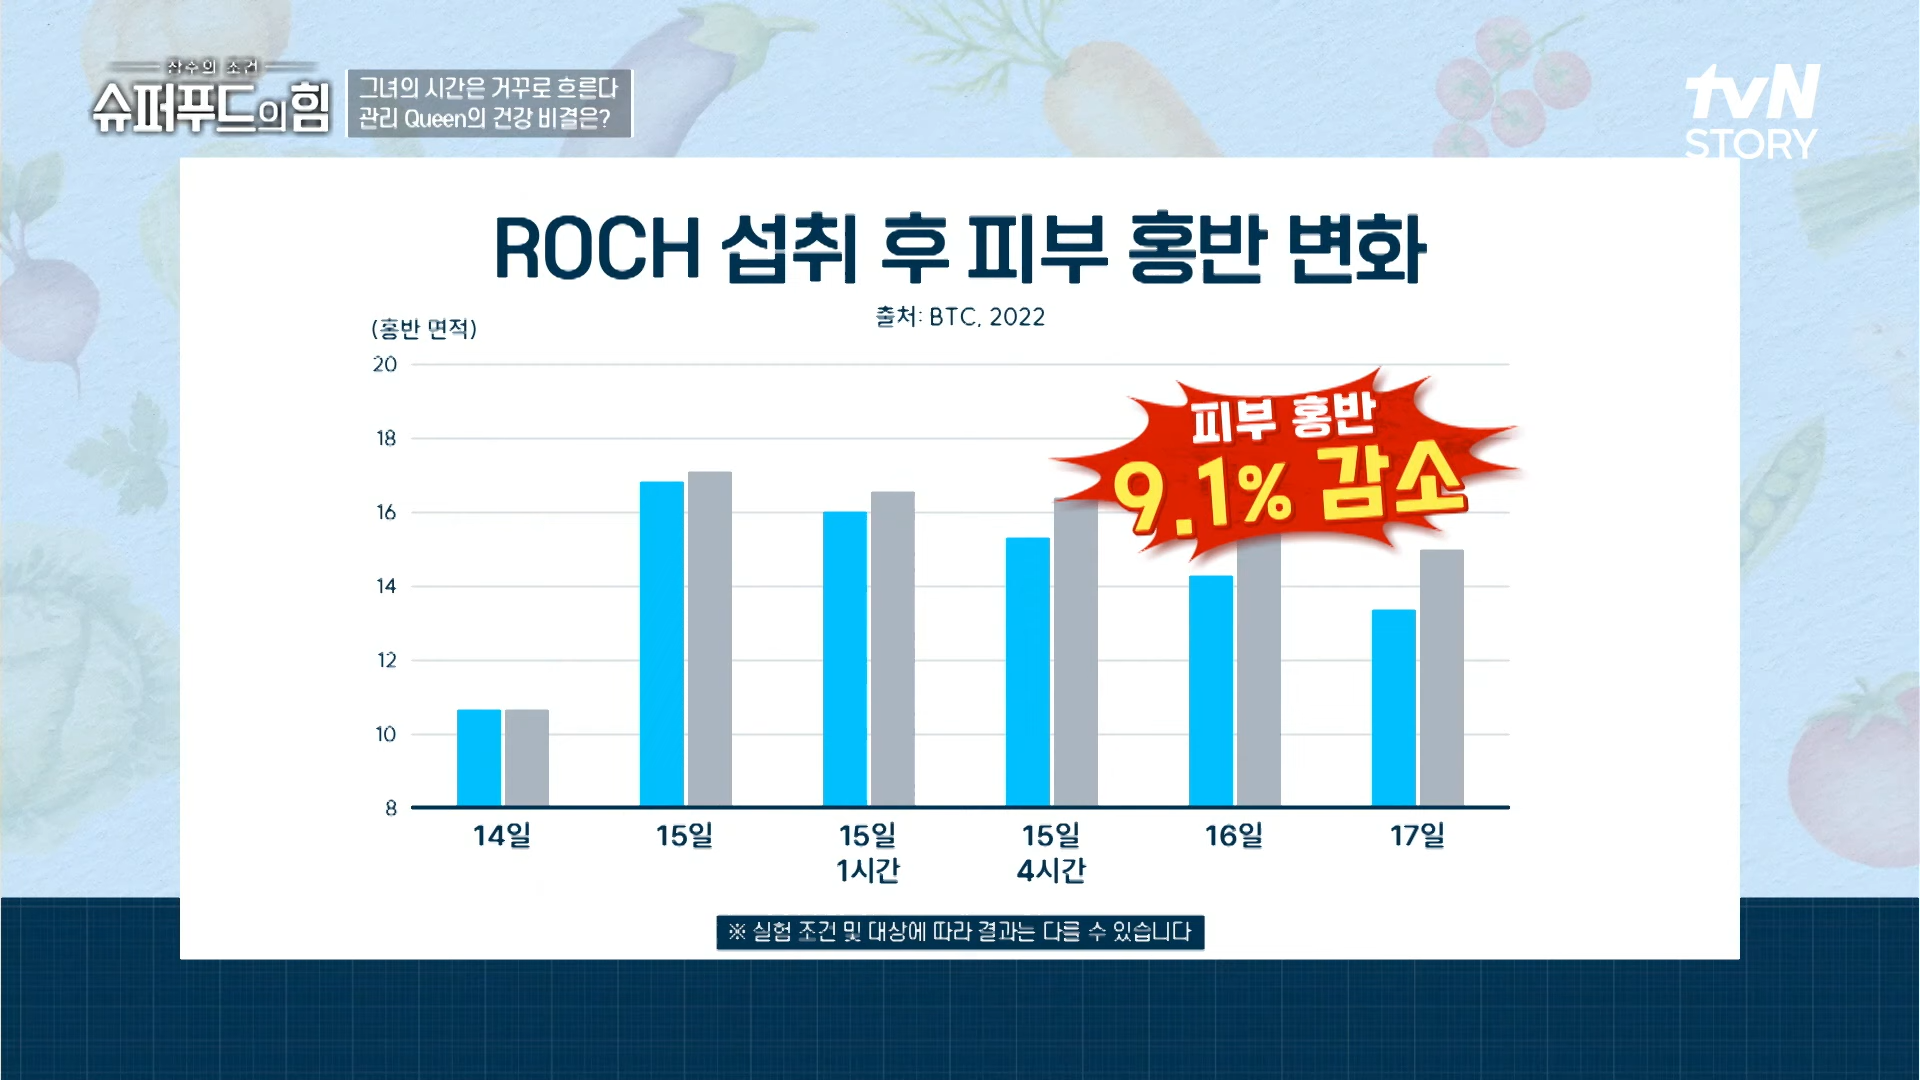 장수의 조건
슈퍼푸드의 힘
그녀의 시간은 거꾸로 흐른다
관리 Queen의 건강 비결은?
tvN
STORY
ROCH 섭취 후 피부 홍반 변화
출처: BTC, 2022
(홍반 면적)
20
18
16
14
12
10
8
피부 홍반
9.1% 감소
14일
15일
15일
1시간
15일
4시간
16일
17일
※ 실험 조건 및 대상에 따라 결과는 다를 수 있습니다